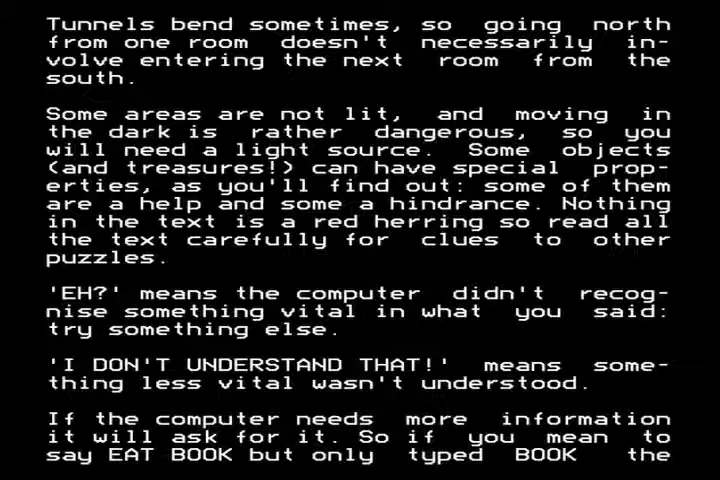 Tunnels bend sometimes, so going north
from one room doesn't necessarily in-
volve entering the next room from the
south.
Some areas are not lit, and moving in
the dark is rather dangerous, so you
will need a light source. Some objects
(and treasures!) can have special prop-
erties, as you'll find out: some of them
are a help and some a hindrance. Nothing
in the text is a red herring so read all
the text carefully for clues to other
puzzles.
'EH?' means the computer didn't recog-
nise something vital in what you said:
try something else.
'I DON'T UNDERSTAND THAT!' means some-
thing less vital wasn't understood.
If the computer needs more information
it will ask for it. So if you mean to
say EAT BOOK but only typed BOOK the